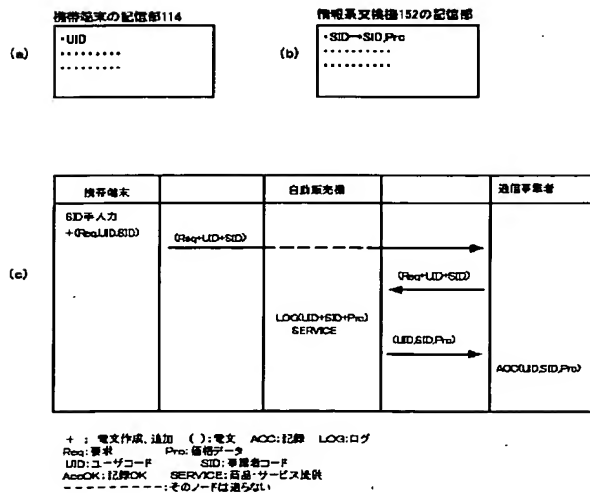 携帯端末の記憶部114
(a)
・UID
・・・・・・・・・
・・・・・・・・・
情報系交換機152の記憶部
(b)
・SID→SID,Pro
・・・・・・・・・
・・・・・・・・・
(c)
携帯端末 自動販売機 通信事業者
SID手入力
+(Req,UID,SID)
(Req+UID+SID)
(Req+UID+SID)
LOG(UID+SID+Pro)
SERVICE
(UID,SID,Pro)
ACC(UID,SID,Pro)
+ : 電文作成、追加 ( ):電文 ACC:記録 LOG:ログ
Req:要求 Pro:価格データ
UID:ユーザコード SID:事業者コード
AccOK:記録OK SERVICE:商品・サービス提供
----------:そのノードは通らない